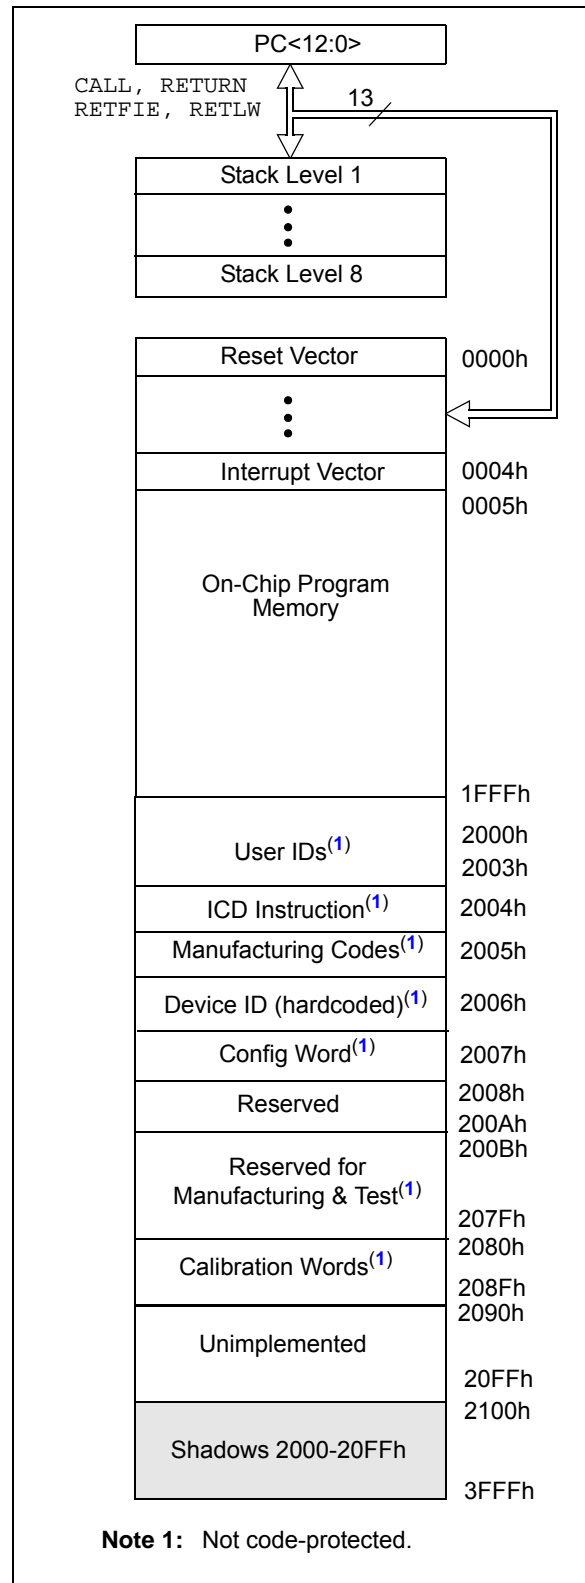 PC<12:0>
CALL, RETURN
RETFIE, RETLW
13
Stack Level 1
Stack Level 8
Reset Vector
0000h
Interrupt Vector
0004h
0005h
On-Chip Program
Memory
1FFFh
2000h
User IDs(1)
2003h
ICD Instruction(1)
2004h
Manufacturing Codes(1)
2005h
Device ID (hardcoded)(1)
2006h
Config Word(1)
2007h
2008h
Reserved
200Ah
200Bh
Reserved for
Manufacturing & Test(1)
207Fh
2080h
Calibration Words(1)
208Fh
2090h
Unimplemented
20FFh
2100h
Shadows 2000-20FFh
3FFFh
Note 1: Not code-protected.